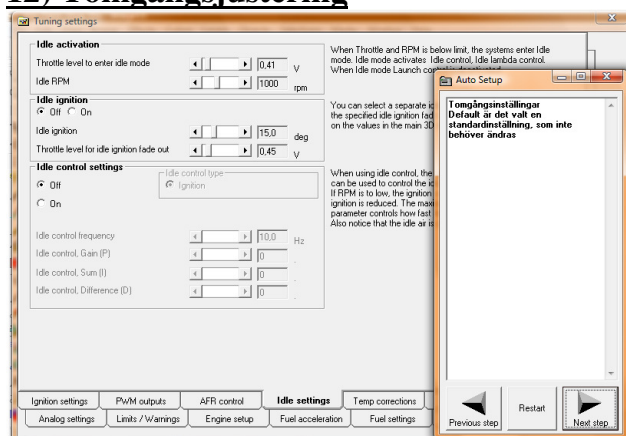 12) Tomgångsjustering
Tuning settings
Idle activation
Throttle level to enter idle mode 0,41 V
Idle RPM 1000 rpm
When Throttle and RPM is below limit, the systems enter Idle
mode. Idle mode activates Idle control, Idle lambda control.
When Idle mode Launch
Idle ignition
Off On
Idle ignition 15,0 deg
Throttle level for idle ignition fade out 0,45 V
You can select a separate
the specified idle ignition
on the values in the main 3D
Idle control settings
Off
On
Idle control type
Ignition
Idle control frequency 10,0 Hz
Idle control, Gain (P) 0 .
Idle control, Sum (I) 0 .
Idle control, Difference (D) 0 .
When using idle control, the
can be used to control the
If RPM is to low, the ignition
ignition is reduced. The
parameter controls how fast
Also notice that the idle air is
Auto Setup
Tomgångsinställingar
Default är det valt en
standardinställning, som inte
behöver ändras
Previous step Restart Next step
Ignition settings PWM outputs AFR control Idle settings Temp corrections
Analog settings Limits / Warnings Engine setup Fuel acceleration Fuel settings